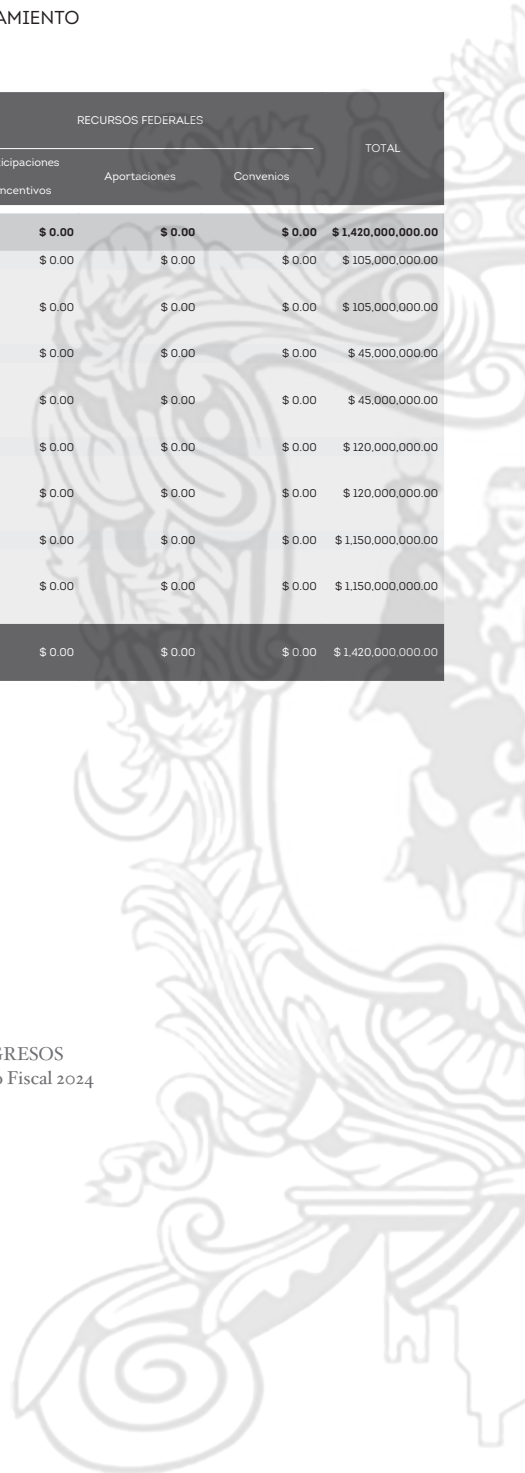 AMIENTO
RECURSOS FEDERALES
TOTAL
icipaciones
Aportaciones
Convenios
ncentivos
$ 0.00 $ 0.00 $ 0.00 $ 1,420,000,000.00
$ 0.00 $ 0.00 $ 0.00 $ 105,000,000.00
$ 0.00 $ 0.00 $ 0.00 $ 105,000,000.00
$ 0.00 $ 0.00 $ 0.00 $ 45,000,000.00
$ 0.00 $ 0.00 $ 0.00 $ 45,000,000.00
$ 0.00 $ 0.00 $ 0.00 $ 120,000,000.00
$ 0.00 $ 0.00 $ 0.00 $ 120,000,000.00
$ 0.00 $ 0.00 $ 0.00 $ 1,150,000,000.00
$ 0.00 $ 0.00 $ 0.00 $ 1,150,000,000.00
$ 0.00 $ 0.00 $ 0.00 $ 1,420,000,000.00
GRESOS
o Fiscal 2024